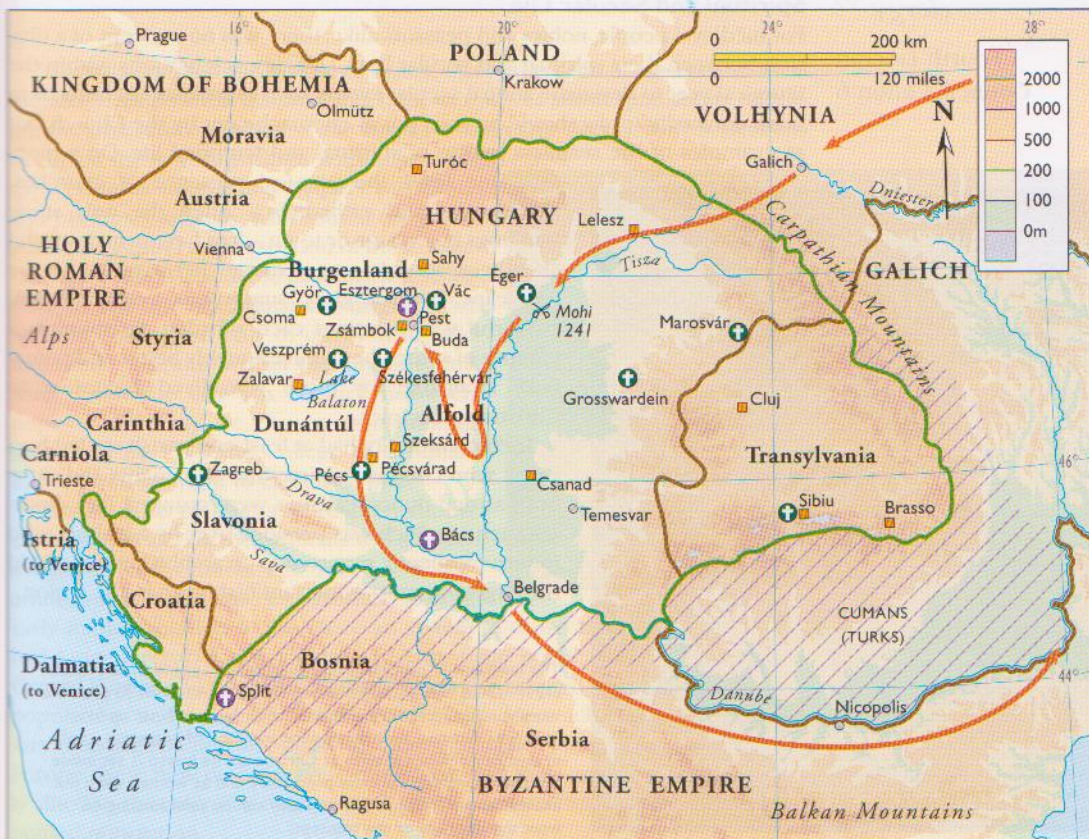 16°
20°
24°
28°
Prague
POLAND
0
200 km
0
120 miles
Krakow
KINGDOM OF BOHEMIA
Olmütz
Moravia
VOLHYNIA
N
2000
1000
500
200
100
0m
Turóc
Galich
Dniester
Austria
HUNGARY
Lelesz
Carpathian Mountains
Vienna
HOLY
ROMAN
EMPIRE
Sahy
Tisza
GALICH
Burgenland
Eger
Györ
Esztergom
Vác
Csoma
Pest
Mohi
1241
Alps
Styria
Zsámbok
Buda
Marosvár
Veszprém
Székesfehérvár
Zalavar
Lake
Balaton
Grosswardein
Cluj
Carinthia
Dunántúl
Alfold
Szeksárd
Transylvania
Carniola
Zagreb
Pécs
Pécsvárad
Csanad
46°
Trieste
Drava
Temesvar
Sibiu
Brasso
Slavonia
Bács
Istria
(to Venice)
Sava
Belgrade
Croatia
CUMANS
(TURKS)
Dalmatia
(to Venice)
Bosnia
Split
44°
Danube
Nicopolis
Adriatic
Sea
Serbia
BYZANTINE EMPIRE
Ragusa
Balkan Mountains